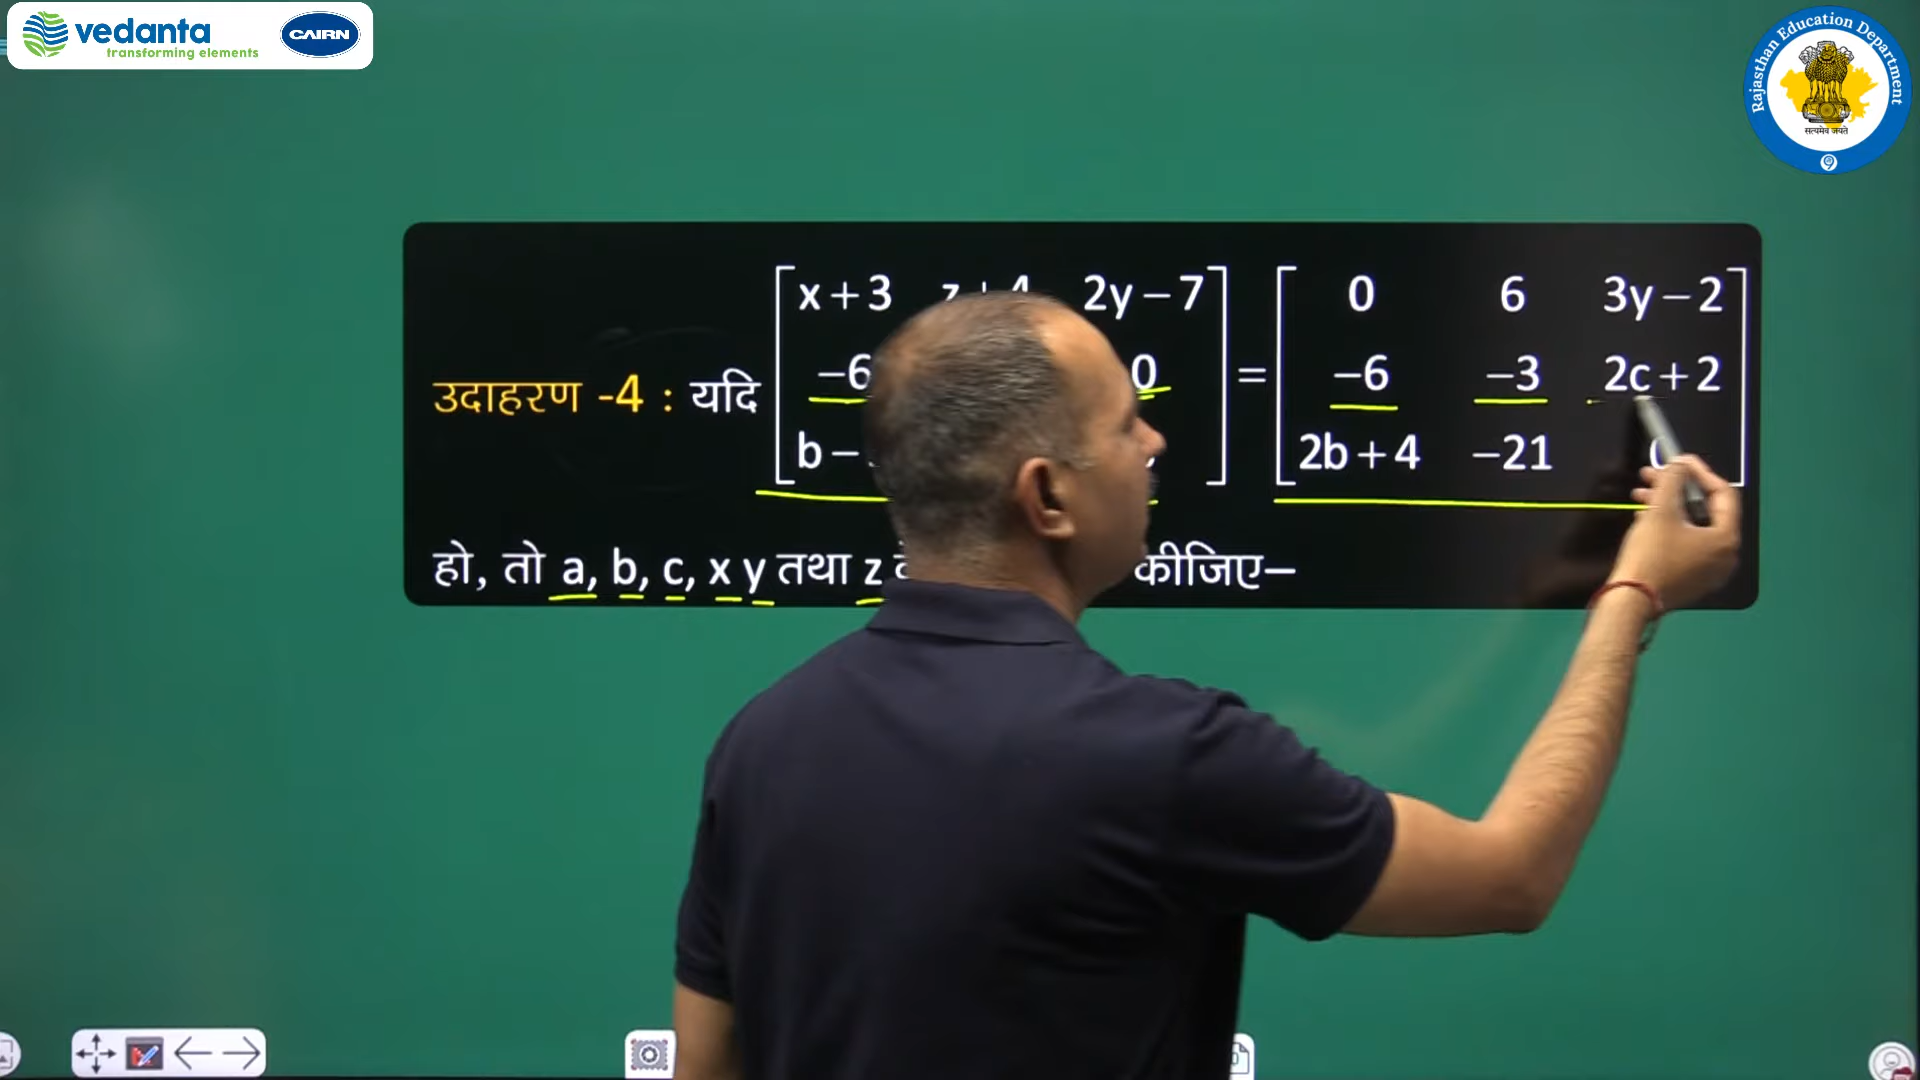 vedanta
transforming elements
CAIRN
Rajasthan Education Department
सत्यमेव जयते
x+3 2y−7 = 0 6 3y−2
−6 0 −6 −3 2c+2
b− 2b+4 −21
उदाहरण -4 : यदि
हो, तो a, b, c, x y तथा z कीजिए−